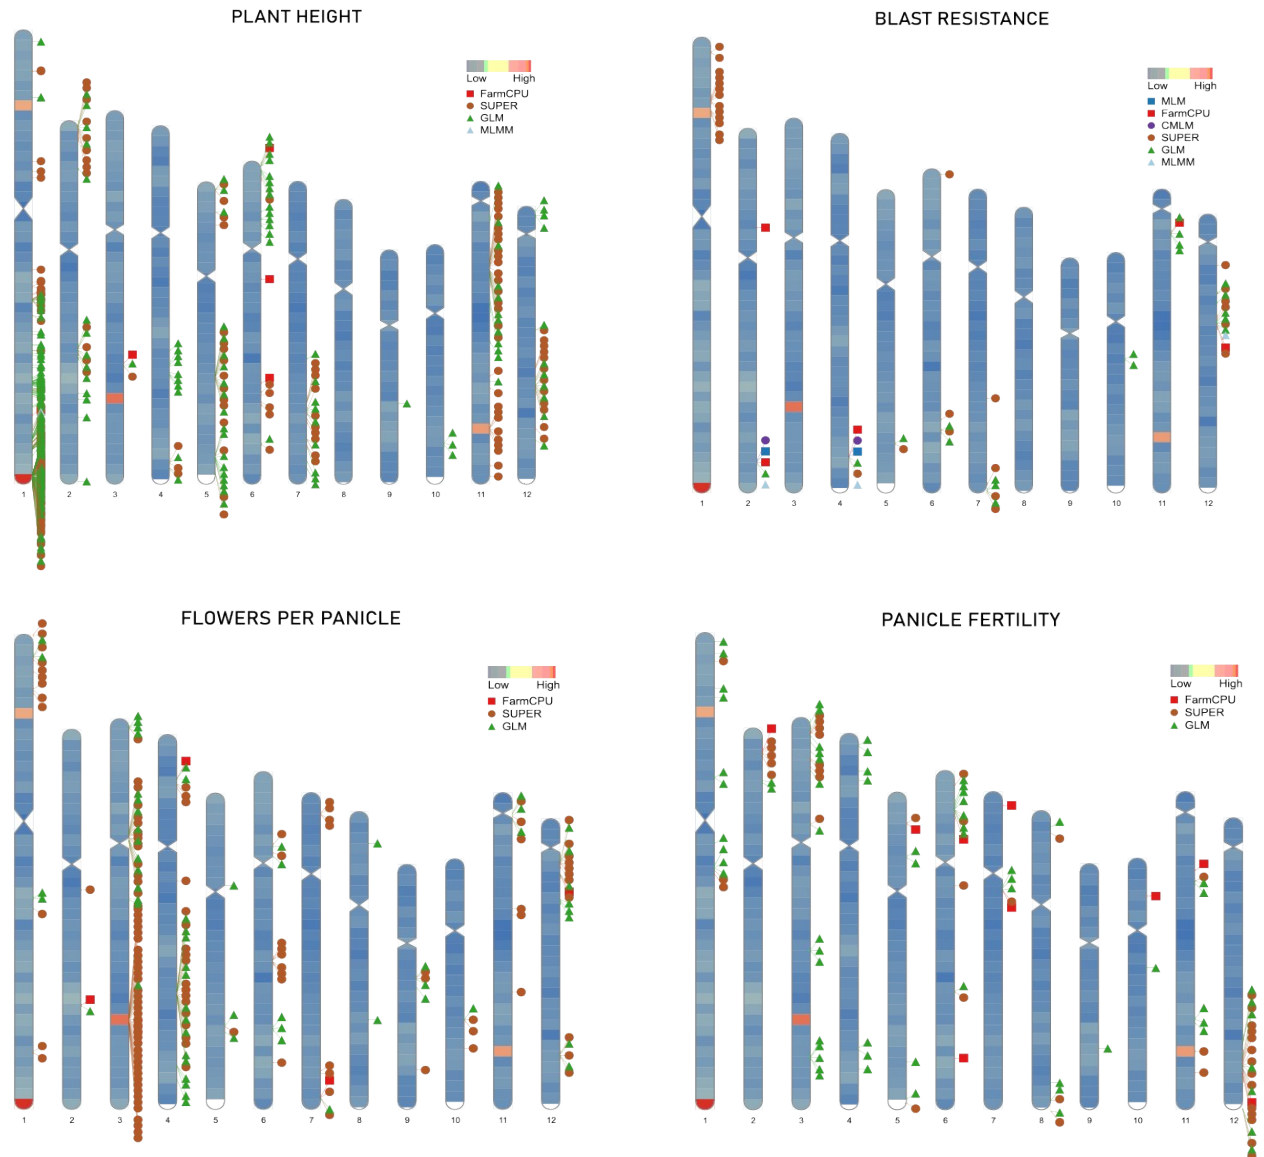 PLANT HEIGHT
Low High
FarmCPU
SUPER
GLM
MLMM
1 2 3 4 5 6 7 8 9 10 11 12
BLAST RESISTANCE
Low High
MLM
FarmCPU
CMLM
SUPER
GLM
MLMM
1 2 3 4 5 6 7 8 9 10 11 12
FLOWERS PER PANICLE
Low High
FarmCPU
SUPER
GLM
1 2 3 4 5 6 7 8 9 10 11 12
PANICLE FERTILITY
Low High
FarmCPU
SUPER
GLM
1 2 3 4 5 6 7 8 9 10 11 12